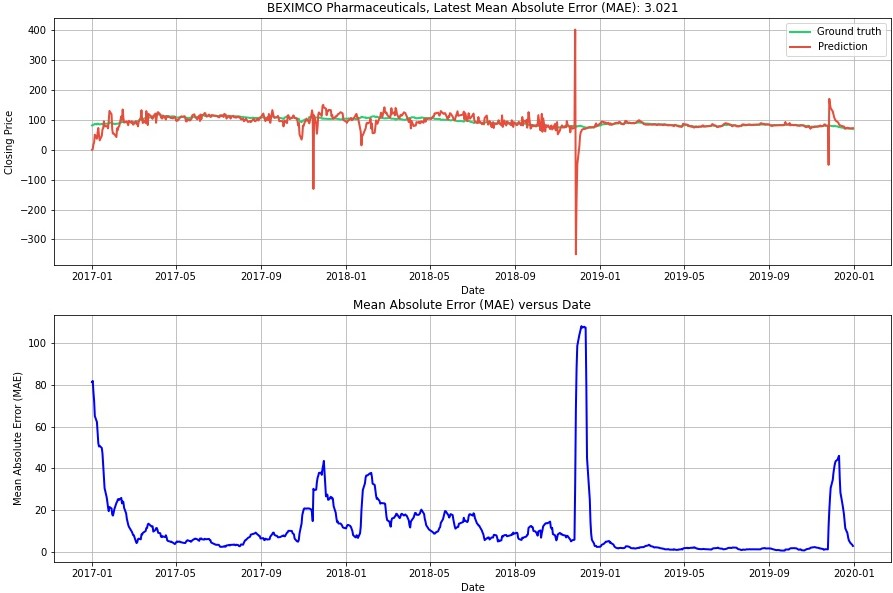 BEXIMCO Pharmaceuticals, Latest Mean Absolute Error (MAE): 3.021
400
300
200
100
0
−100
−200
−300
Closing Price
Ground truth
Prediction
2017-01 2017-05 2017-09 2018-01 2018-05 2018-09 2019-01 2019-05 2019-09 2020-01
Date
Mean Absolute Error (MAE) versus Date
100
80
60
40
20
0
Mean Absolute Error (MAE)
2017-01 2017-05 2017-09 2018-01 2018-05 2018-09 2019-01 2019-05 2019-09 2020-01
Date